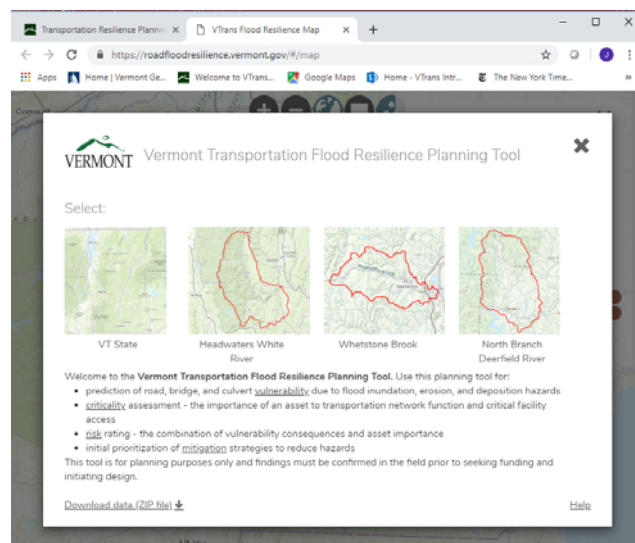 Transportation Resilience Plannin
VTrans Flood Resilience Map
https://roadfloodresilience.vermont.gov/#/map
Apps
Home | Vermont Ge...
Welcome to VTrans...
Google Maps
Home - VTrans Intr...
The New York Time...
VERMONT
Vermont Transportation Flood Resilience Planning Tool
Select:
VT State
Headwaters White
River
Whetstone Brook
North Branch
Deerfield River
Welcome to the Vermont Transportation Flood Resilience Planning Tool. Use this planning tool for:
• prediction of road, bridge, and culvert vulnerability due to flood inundation, erosion, and deposition hazards
• criticality assessment - the importance of an asset to transportation network function and critical facility
access
• risk rating - the combination of vulnerability consequences and asset importance
• initial prioritization of mitigation strategies to reduce hazards
This tool is for planning purposes only and findings must be confirmed in the field prior to seeking funding and
initiating design.
Download data (ZIP file)
Help